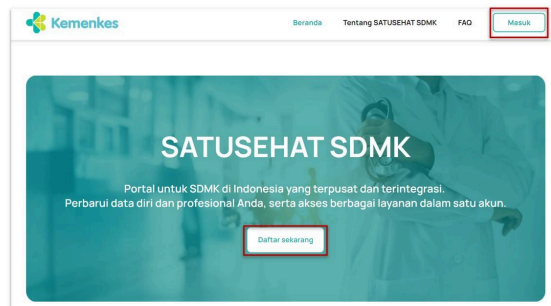 Kemenkes
Beranda Tentang SATUSEHAT SDMK FAQ Masuk
SATUSEHAT SDMK
Portal untuk SDMK di Indonesia yang terpusat dan terintegrasi.
Perbarui data diri dan profesional Anda, serta akses berbagai layanan dalam satu akun.
Daftar sekarang